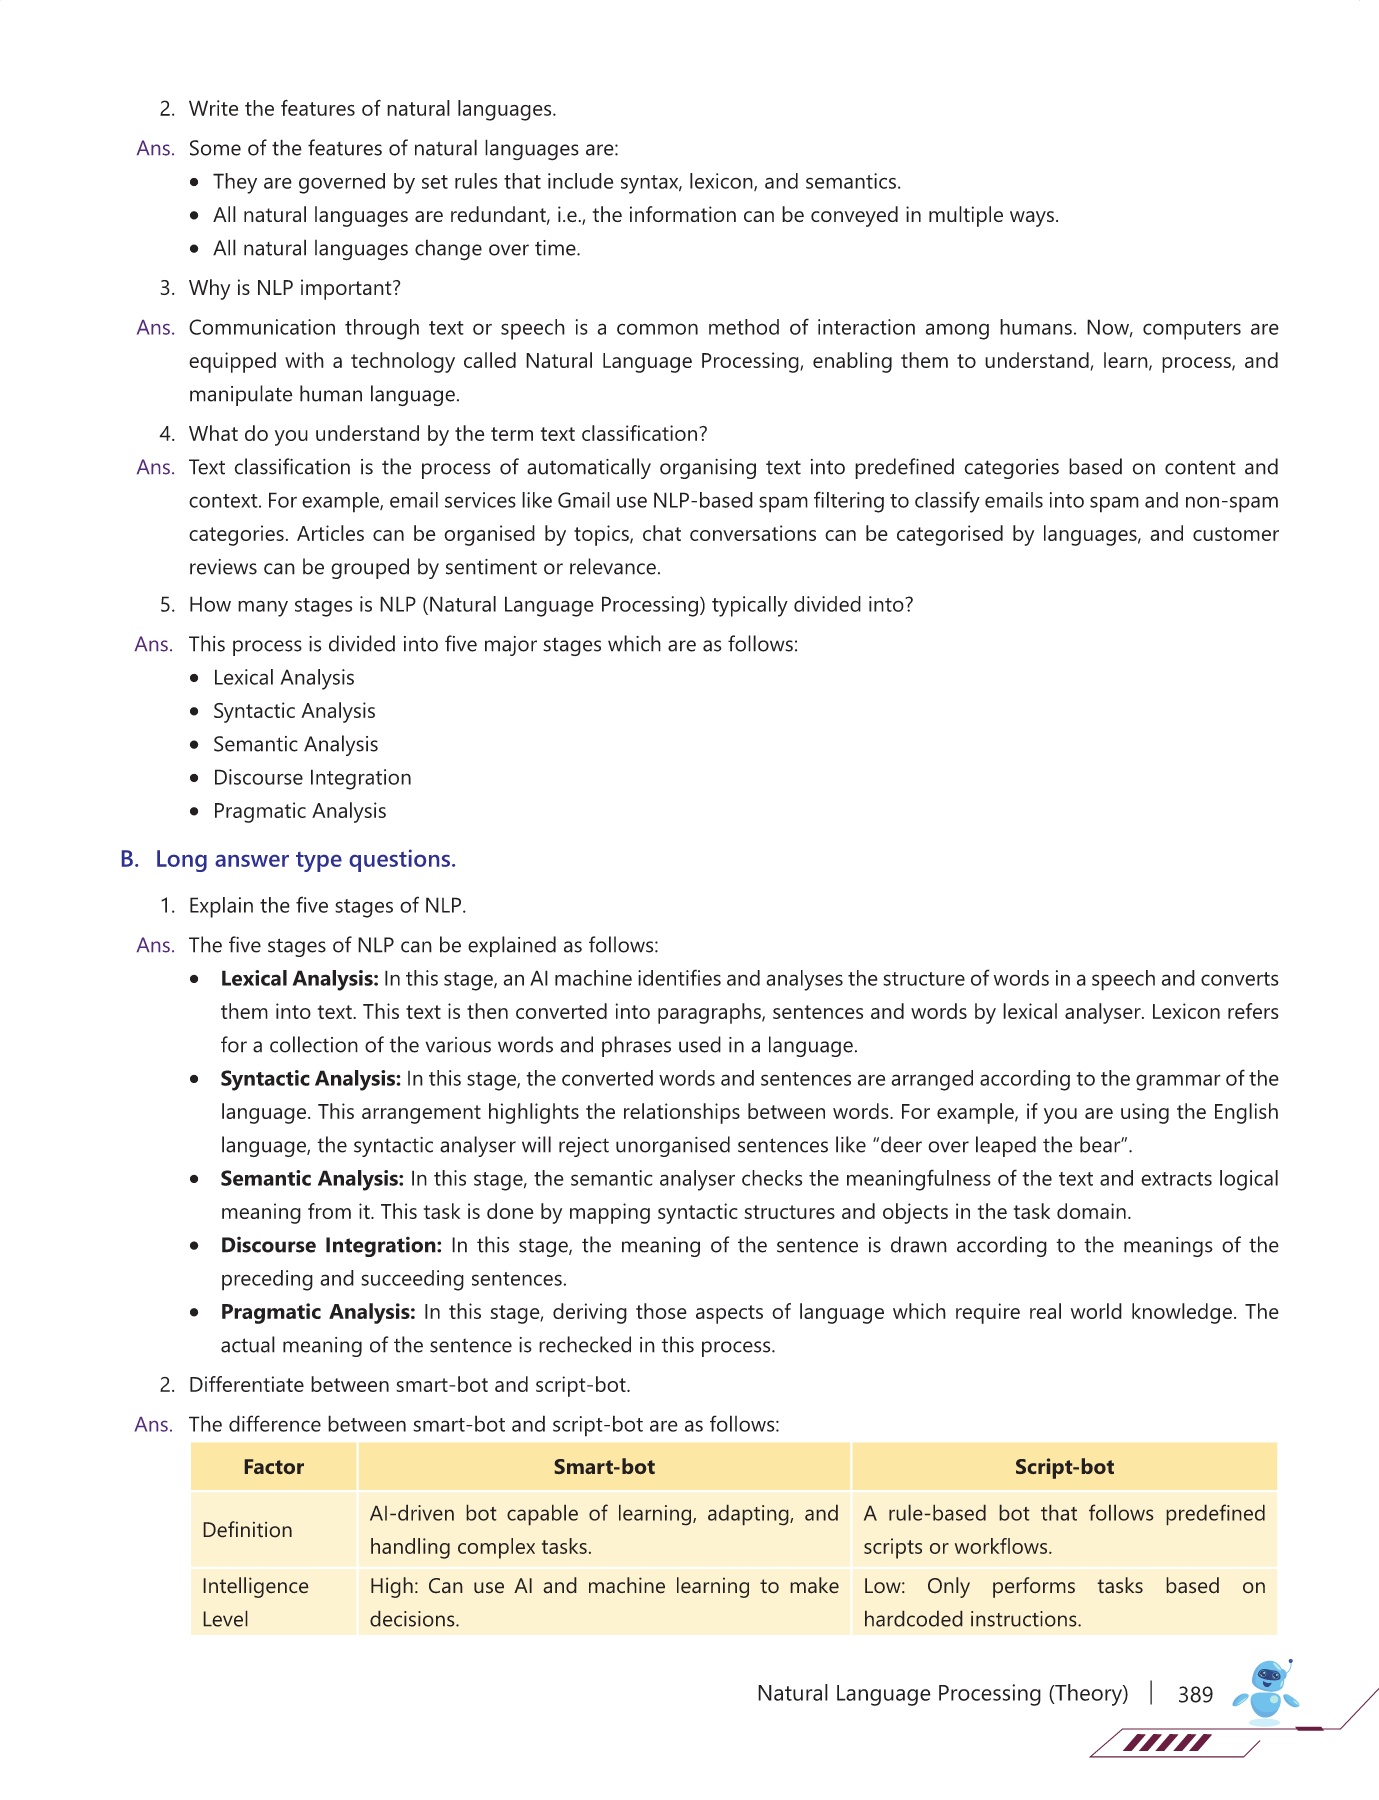 2. Write the features of natural languages.
Ans. Some of the features of natural languages are:
• They are governed by set rules that include syntax, lexicon, and semantics.
• All natural languages are redundant, i.e., the information can be conveyed in multiple ways.
• All natural languages change over time.
3. Why is NLP important?
Ans. Communication through text or speech is a common method of interaction among humans. Now, computers are
equipped with a technology called Natural Language Processing, enabling them to understand, learn, process, and
manipulate human language.
4. What do you understand by the term text classification?
Ans. Text classification is the process of automatically organising text into predefined categories based on content and
context. For example, email services like Gmail use NLP-based spam filtering to classify emails into spam and non-spam
categories. Articles can be organised by topics, chat conversations can be categorised by languages, and customer
reviews can be grouped by sentiment or relevance.
5. How many stages is NLP (Natural Language Processing) typically divided into?
Ans. This process is divided into five major stages which are as follows:
• Lexical Analysis
• Syntactic Analysis
• Semantic Analysis
• Discourse Integration
• Pragmatic Analysis
B. Long answer type questions.
1. Explain the five stages of NLP.
Ans. The five stages of NLP can be explained as follows:
• Lexical Analysis: In this stage, an AI machine identifies and analyses the structure of words in a speech and converts
them into text. This text is then converted into paragraphs, sentences and words by lexical analyser. Lexicon refers
for a collection of the various words and phrases used in a language.
• Syntactic Analysis: In this stage, the converted words and sentences are arranged according to the grammar of the
language. This arrangement highlights the relationships between words. For example, if you are using the English
language, the syntactic analyser will reject unorganised sentences like “deer over leaped the bear”.
• Semantic Analysis: In this stage, the semantic analyser checks the meaningfulness of the text and extracts logical
meaning from it. This task is done by mapping syntactic structures and objects in the task domain.
• Discourse Integration: In this stage, the meaning of the sentence is drawn according to the meanings of the
preceding and succeeding sentences.
• Pragmatic Analysis: In this stage, deriving those aspects of language which require real world knowledge. The
actual meaning of the sentence is rechecked in this process.
2. Differentiate between smart-bot and script-bot.
Ans. The difference between smart-bot and script-bot are as follows:
Factor Smart-bot Script-bot
Definition
AI-driven bot capable of learning, adapting, and
handling complex tasks.
A rule-based bot that follows predefined
scripts or workflows.
Intelligence
Level
High: Can use AI and machine learning to make
decisions.
Low: Only performs tasks based on
hardcoded instructions.
Natural Language Processing (Theory) | 389